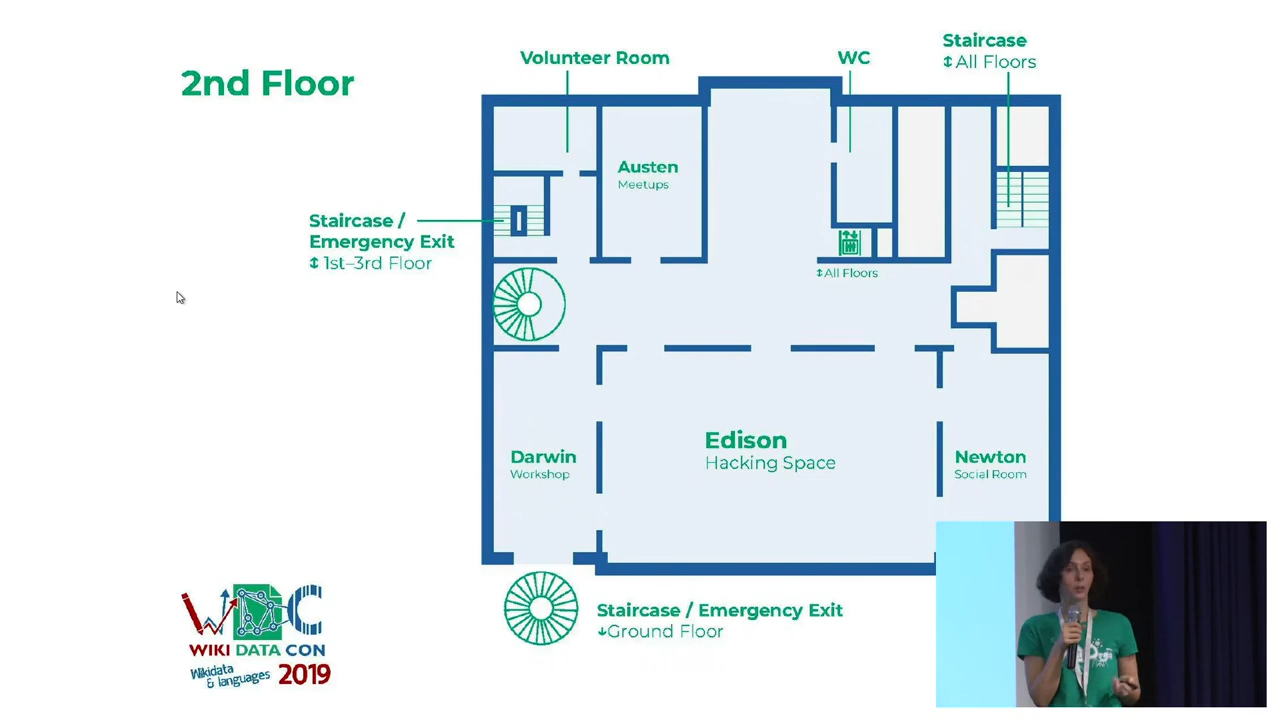 2nd Floor
Volunteer Room
WC
Staircase
↕All Floors
Austen
Meetups
Staircase /
Emergency Exit
↕ 1st–3rd Floor
↕All Floors
Edison
Hacking Space
Darwin
Workshop
Newton
Social Room
Staircase / Emergency Exit
↓Ground Floor
WDC
WIKI DATA CON
Wikidata
& languages 2019